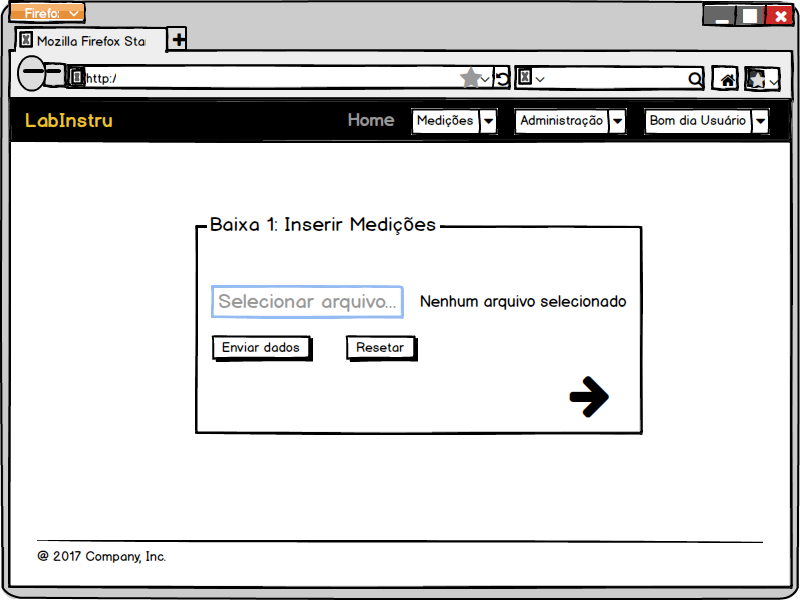 Firefo:
Mozilla Firefox Sta
http:/
LabInstru
Home
Medições
Administração
Bom dia Usuário
Baixa 1: Inserir Medições
Selecionar arquivo...
Nenhum arquivo selecionado
Enviar dados
Resetar
@ 2017 Company, Inc.